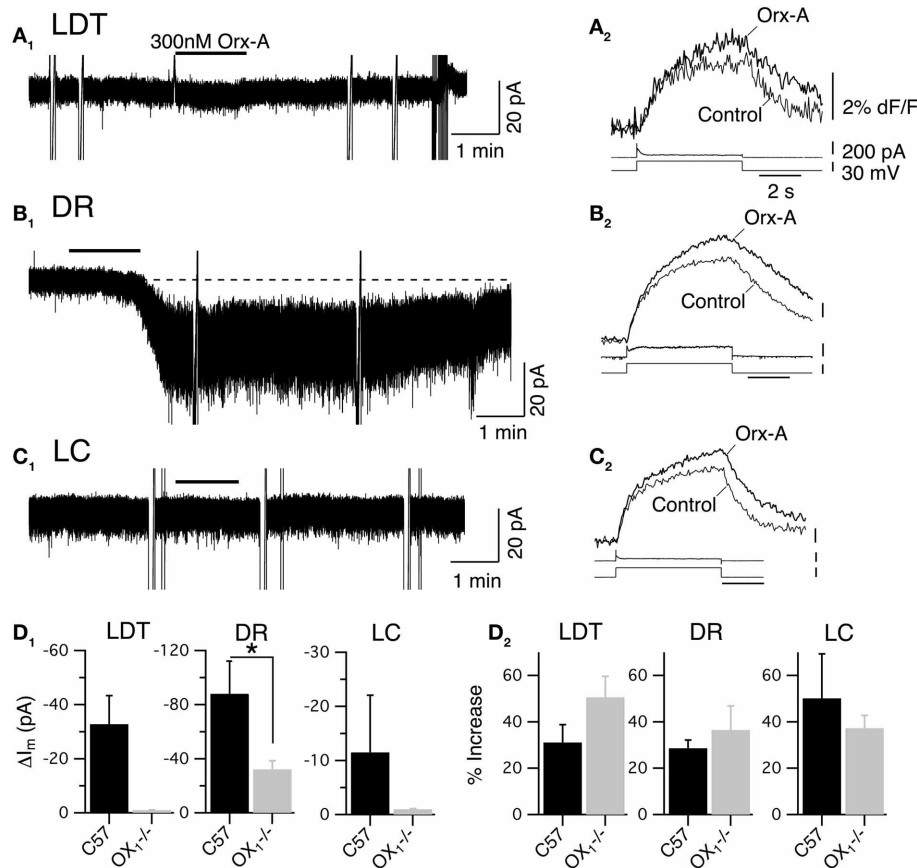 A1 LDT
300nM Orx-A
20 pA
1 min
A2
Orx-A
Control
2% dF/F
200 pA
30 mV
2 s
B1 DR
20 pA
1 min
B2
Orx-A
Control
C1 LC
20 pA
1 min
C2
Orx-A
Control
D1 LDT DR LC
-60 -40 -20 0
-120 -80 -40 0
*
-30 -20 -10 0
ΔIm (pA)
C57 OX1-/- C57 OX1-/- C57 OX1-/-
D2 LDT DR LC
60 40 20 0
60 40 20 0
60 40 20 0
% Increase
C57 OX1-/- C57 OX1-/- C57 OX1-/-